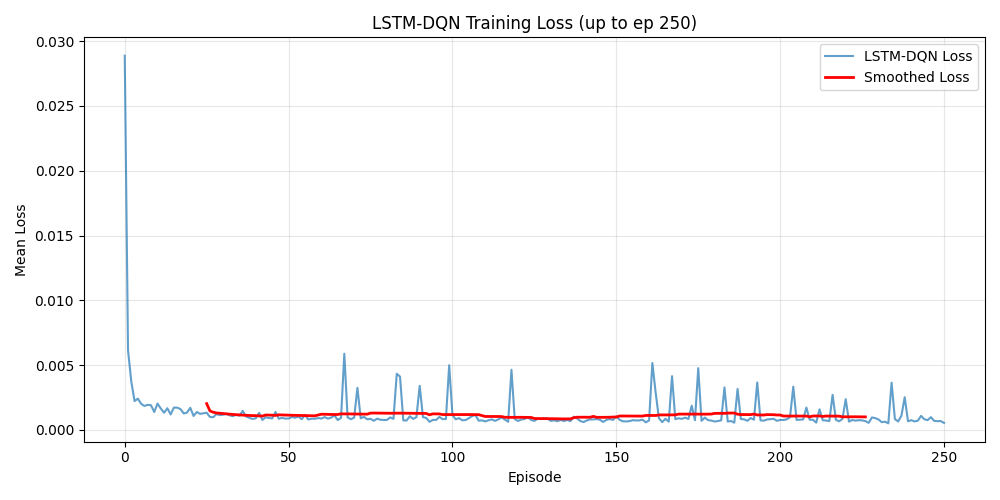 LSTM-DQN Training Loss (up to ep 250)
LSTM-DQN Loss
Smoothed Loss
Mean Loss
0.030
0.025
0.020
0.015
0.010
0.005
0.000
0 50 100 150 200 250
Episode